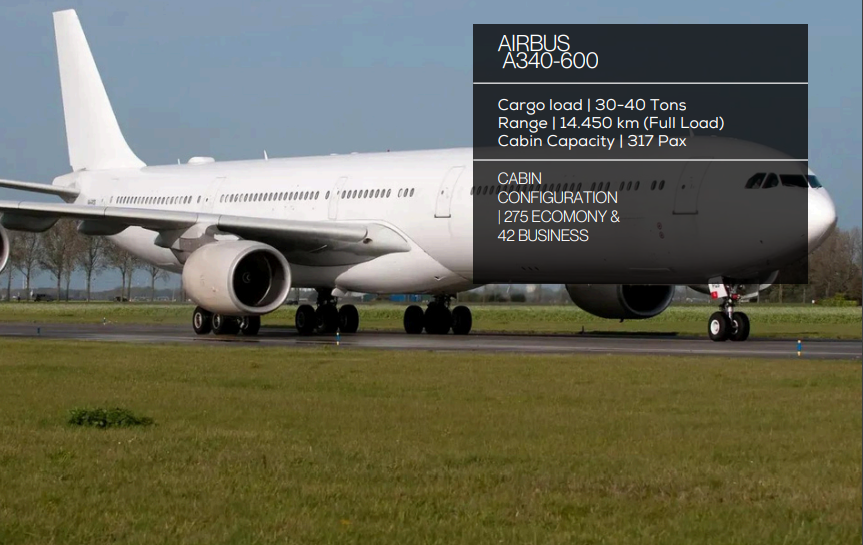 AIRBUS
A340-600
Cargo load | 30-40 Tons
Range | 14.450 km (Full Load)
Cabin Capacity | 317 Pax
CABIN
CONFIGURATION
| 275 ECOMONY &
42 BUSINESS